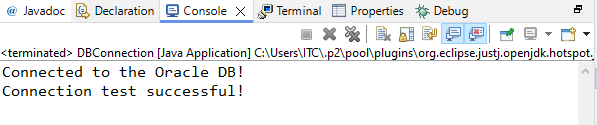 @ Javadoc Declaration Console × Terminal Properties Debug
<terminated> DBConnection [Java Application] C:\Users\ITC\.p2\pool\plugins\org.eclipse.justj.openjdk.hotspot.
Connected to the Oracle DB!
Connection test successful!